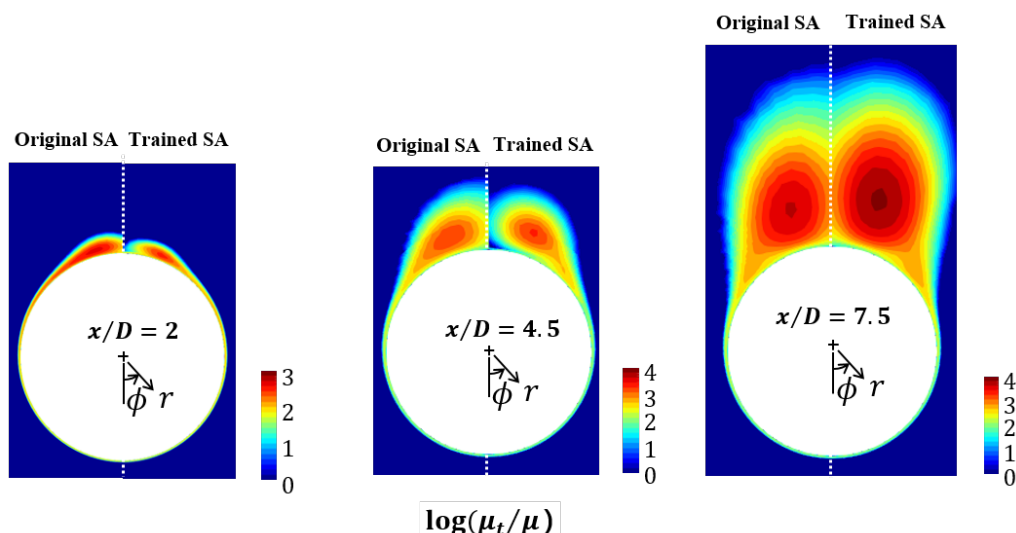 Original SA Trained SA
x/D = 2
ϕ r
3
2
1
0
Original SA Trained SA
x/D = 4.5
ϕ r
4
3
2
1
0
Original SA Trained SA
x/D = 7.5
ϕ r
4
3
2
1
0
log(μₜ/μ)